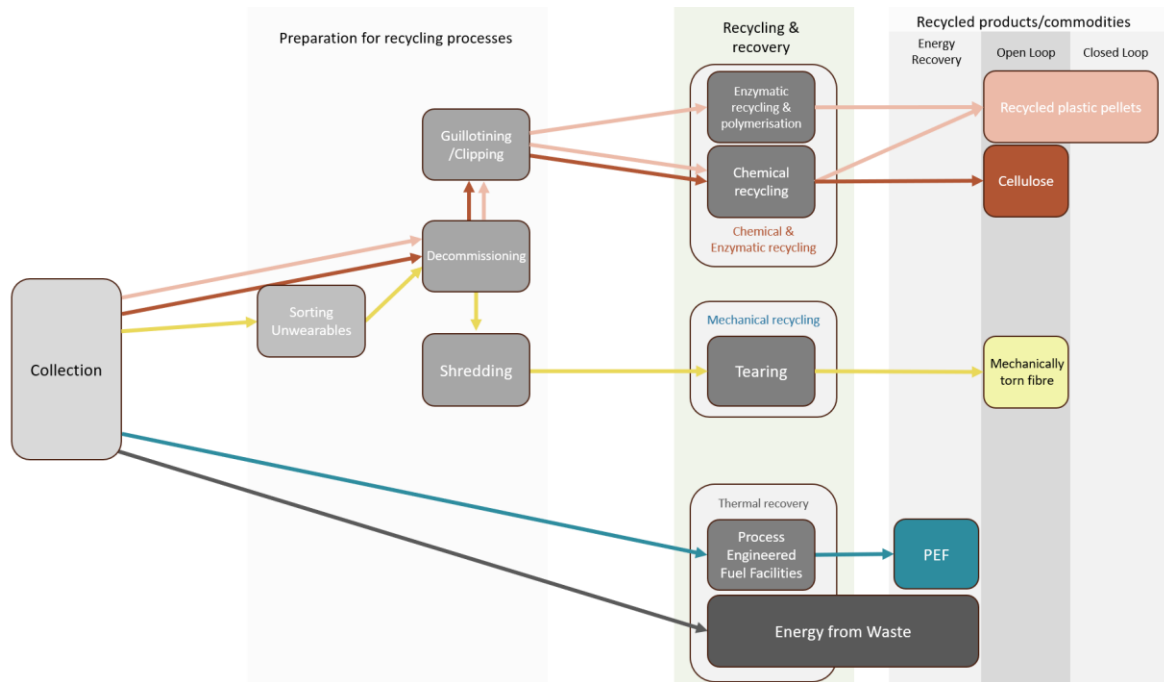 Preparation for recycling processes
Recycling &
recovery
Recycled products/commodities
Energy
Recovery
Open Loop
Closed Loop
Enzymatic
recycling &
polymerisation
Recycled plastic pellets
Guillotining
/Clipping
Chemical
recycling
Cellulose
Chemical &
Enzymatic recycling
Decommissioning
Sorting
Unwearables
Collection
Mechanical recycling
Shredding
Tearing
Mechanically
torn fibre
Thermal recovery
Process
Engineered
Fuel Facilities
PEF
Energy from Waste